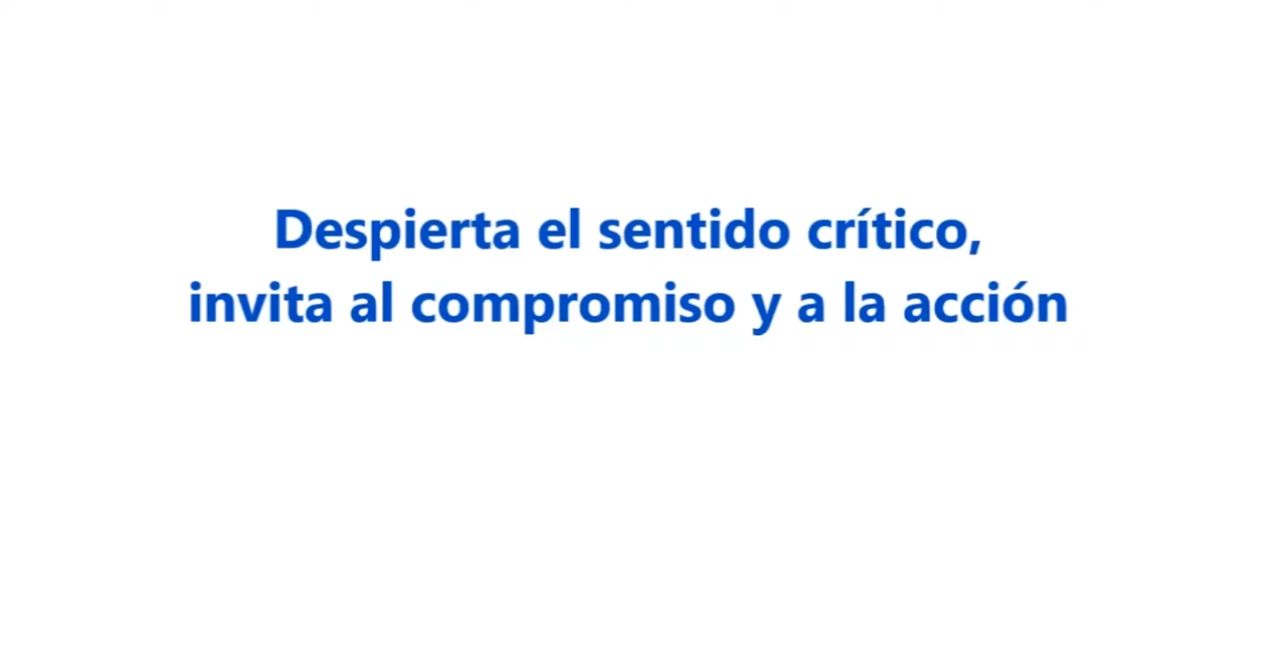 Despierta el sentido crítico,
invita al compromiso y a la acción